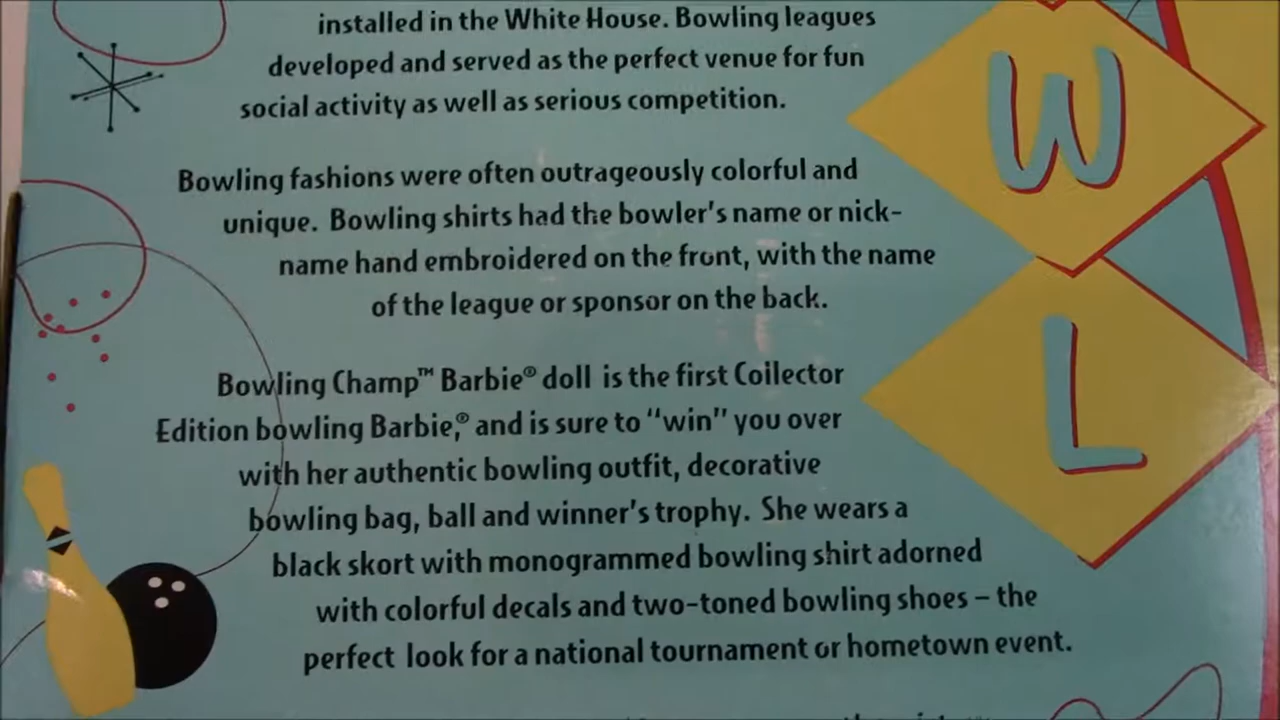 installed in the White House. Bowling leagues
developed and served as the perfect venue for fun
social activity as well as serious competition.
Bowling fashions were often outrageously colorful and
unique. Bowling shirts had the bowler's name or nick-
name hand embroidered on the front, with the name
of the league or sponsor on the back.
Bowling Champ™ Barbie® doll is the first Collector
Edition bowling Barbie,® and is sure to "win" you over
with her authentic bowling outfit, decorative
bowling bag, ball and winner's trophy. She wears a
black skort with monogrammed bowling shirt adorned
with colorful decals and two-toned bowling shoes – the
perfect look for a national tournament or hometown event.
W
L